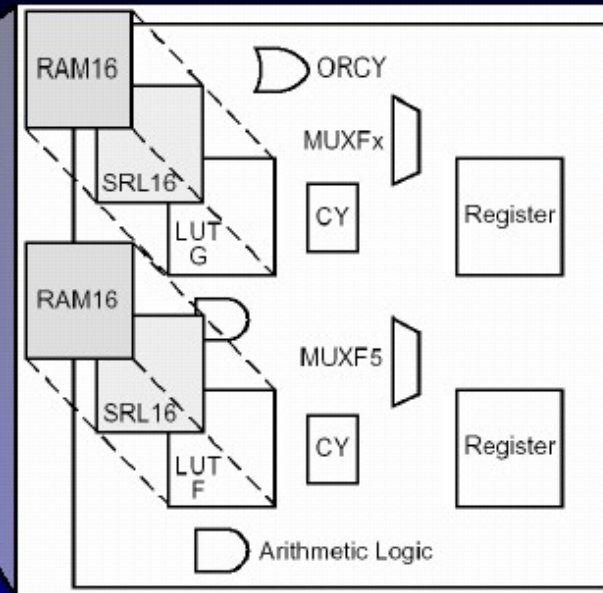 RAM16
ORCY
MUXFx
SRL16
CY
Register
LUT
G
RAM16
MUXF5
SRL16
CY
Register
LUT
F
Arithmetic Logic